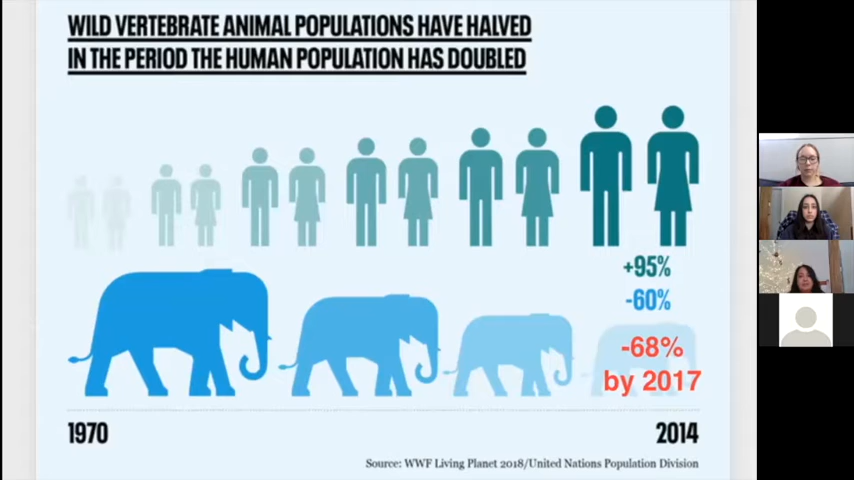 WILD VERTEBRATE ANIMAL POPULATIONS HAVE HALVED
IN THE PERIOD THE HUMAN POPULATION HAS DOUBLED
+95%
-60%
-68%
by 2017
1970
2014
Source: WWF Living Planet 2018/United Nations Population Division